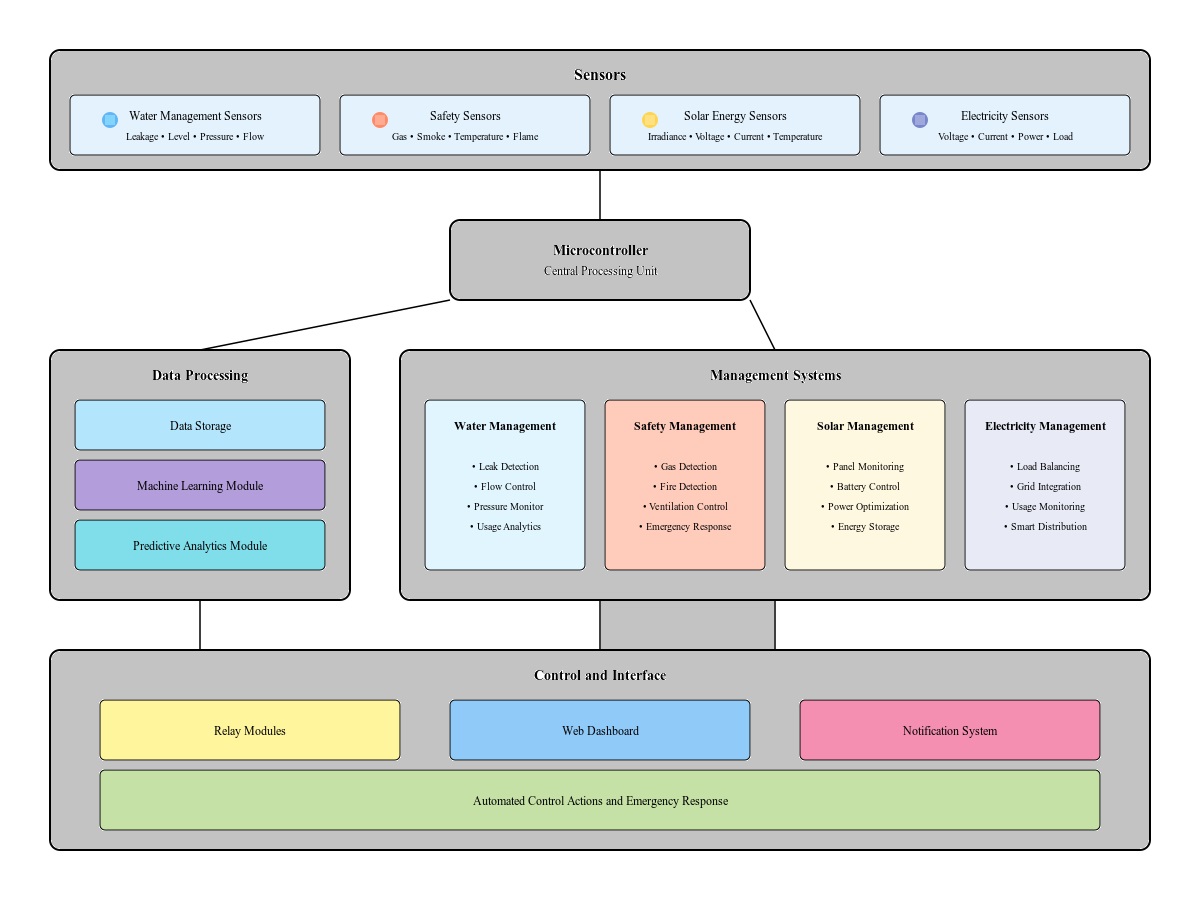 Sensors
Water Management Sensors
Leakage • Level • Pressure • Flow
Safety Sensors
Gas • Smoke • Temperature • Flame
Solar Energy Sensors
Irradiance • Voltage • Current • Temperature
Electricity Sensors
Voltage • Current • Power • Load
Microcontroller
Central Processing Unit
Data Processing
Data Storage
Machine Learning Module
Predictive Analytics Module
Management Systems
Water Management
• Leak Detection
• Flow Control
• Pressure Monitor
• Usage Analytics
Safety Management
• Gas Detection
• Fire Detection
• Ventilation Control
• Emergency Response
Solar Management
• Panel Monitoring
• Battery Control
• Power Optimization
• Energy Storage
Electricity Management
• Load Balancing
• Grid Integration
• Usage Monitoring
• Smart Distribution
Control and Interface
Relay Modules
Web Dashboard
Notification System
Automated Control Actions and Emergency Response